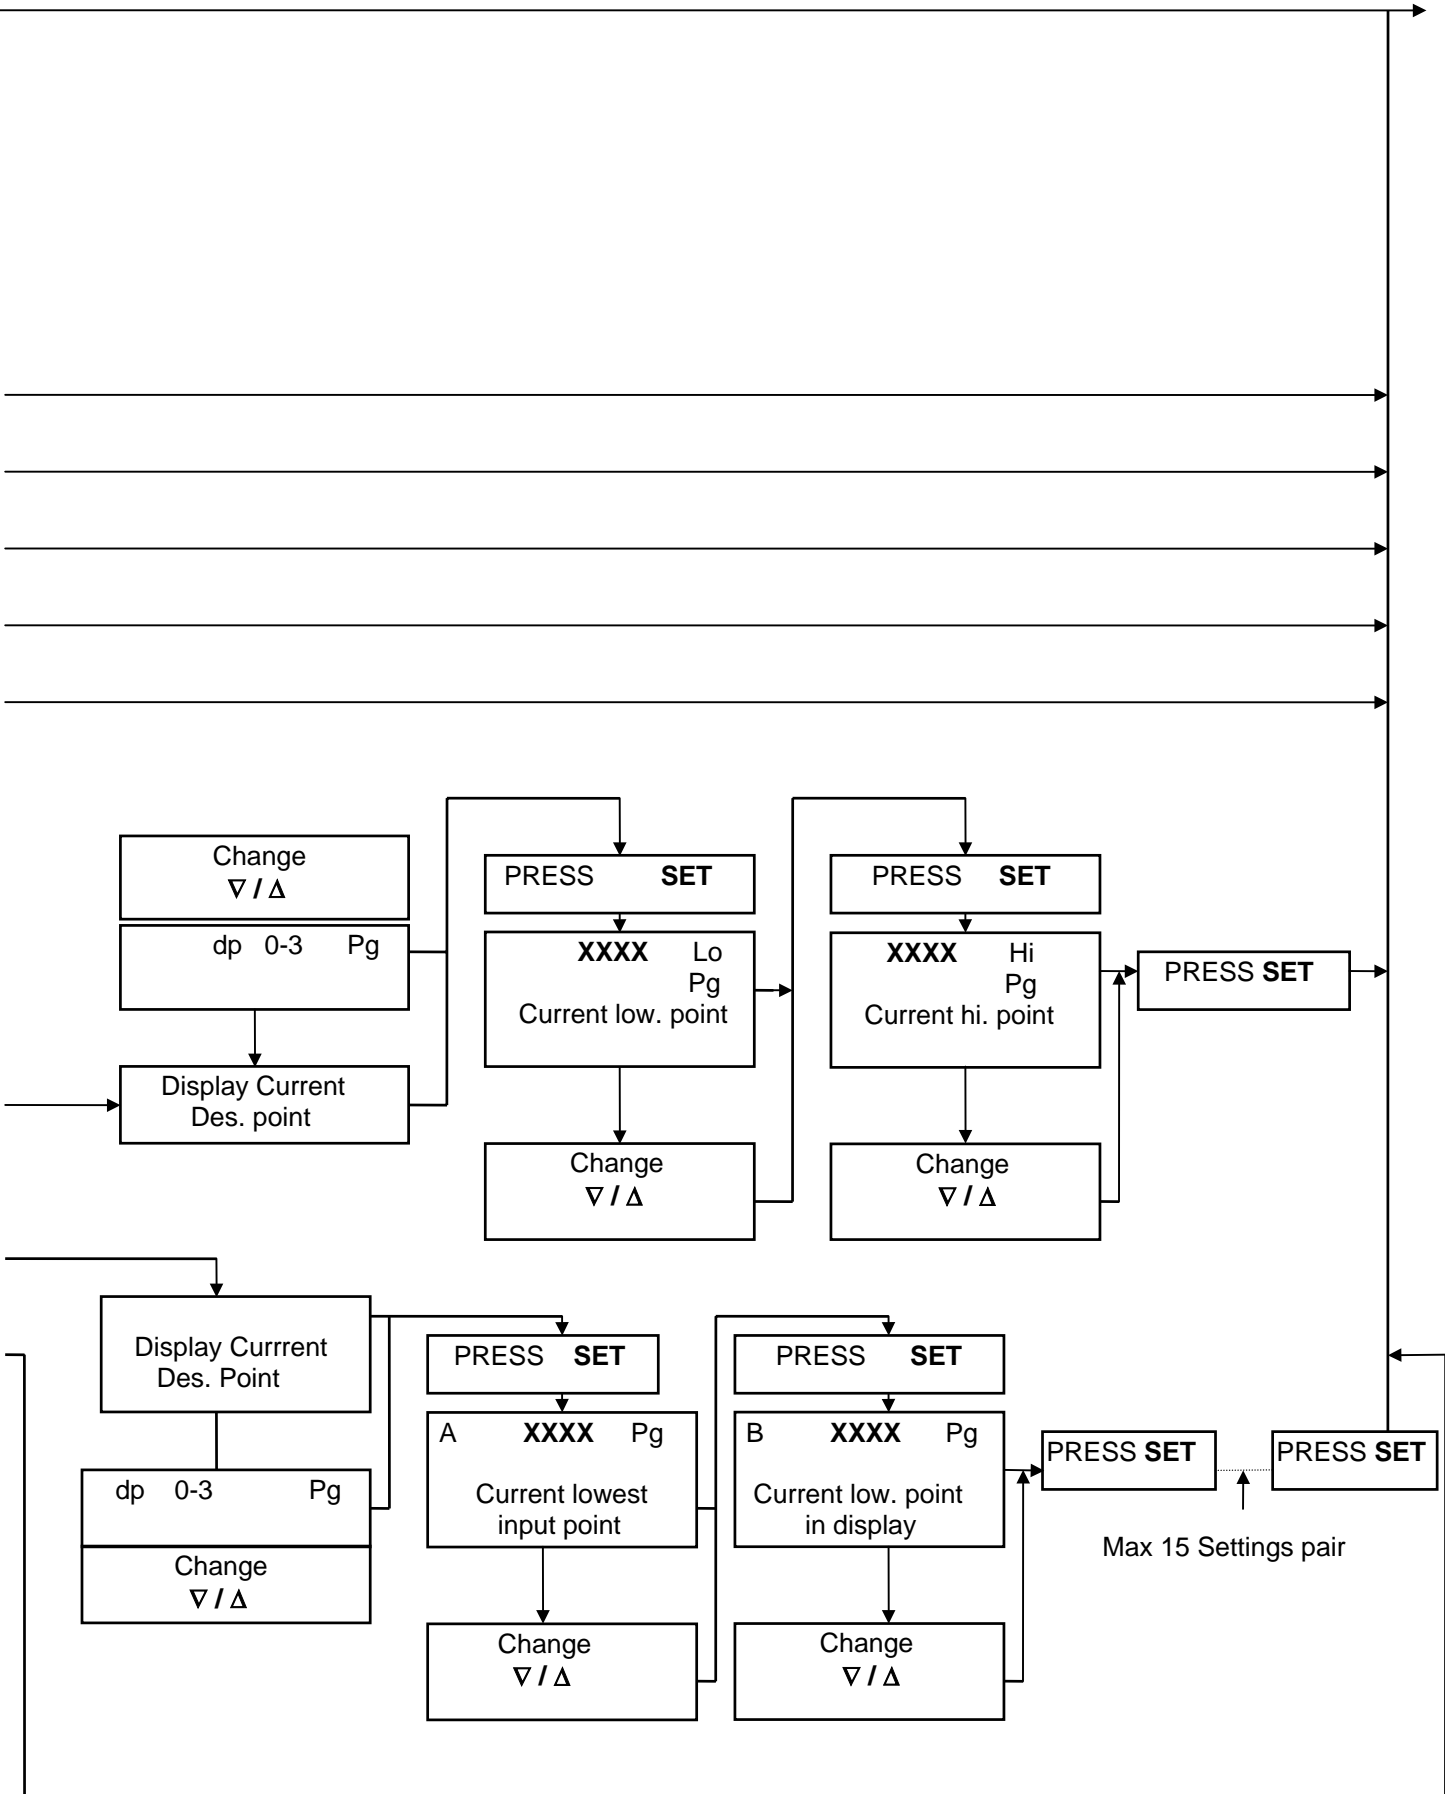 Change
∇ / Δ
dp 0-3 Pg
Display Current
Des. point
PRESS SET
XXXX Lo
Pg
Current low. point
Change
∇ / Δ
PRESS SET
XXXX Hi
Pg
Current hi. point
Change
∇ / Δ
PRESS SET
Display Currrent
Des. Point
dp 0-3 Pg
Change
∇ / Δ
PRESS SET
A XXXX Pg
Current lowest
input point
Change
∇ / Δ
PRESS SET
B XXXX Pg
Current low. point
in display
Change
∇ / Δ
PRESS SET
PRESS SET
Max 15 Settings pair